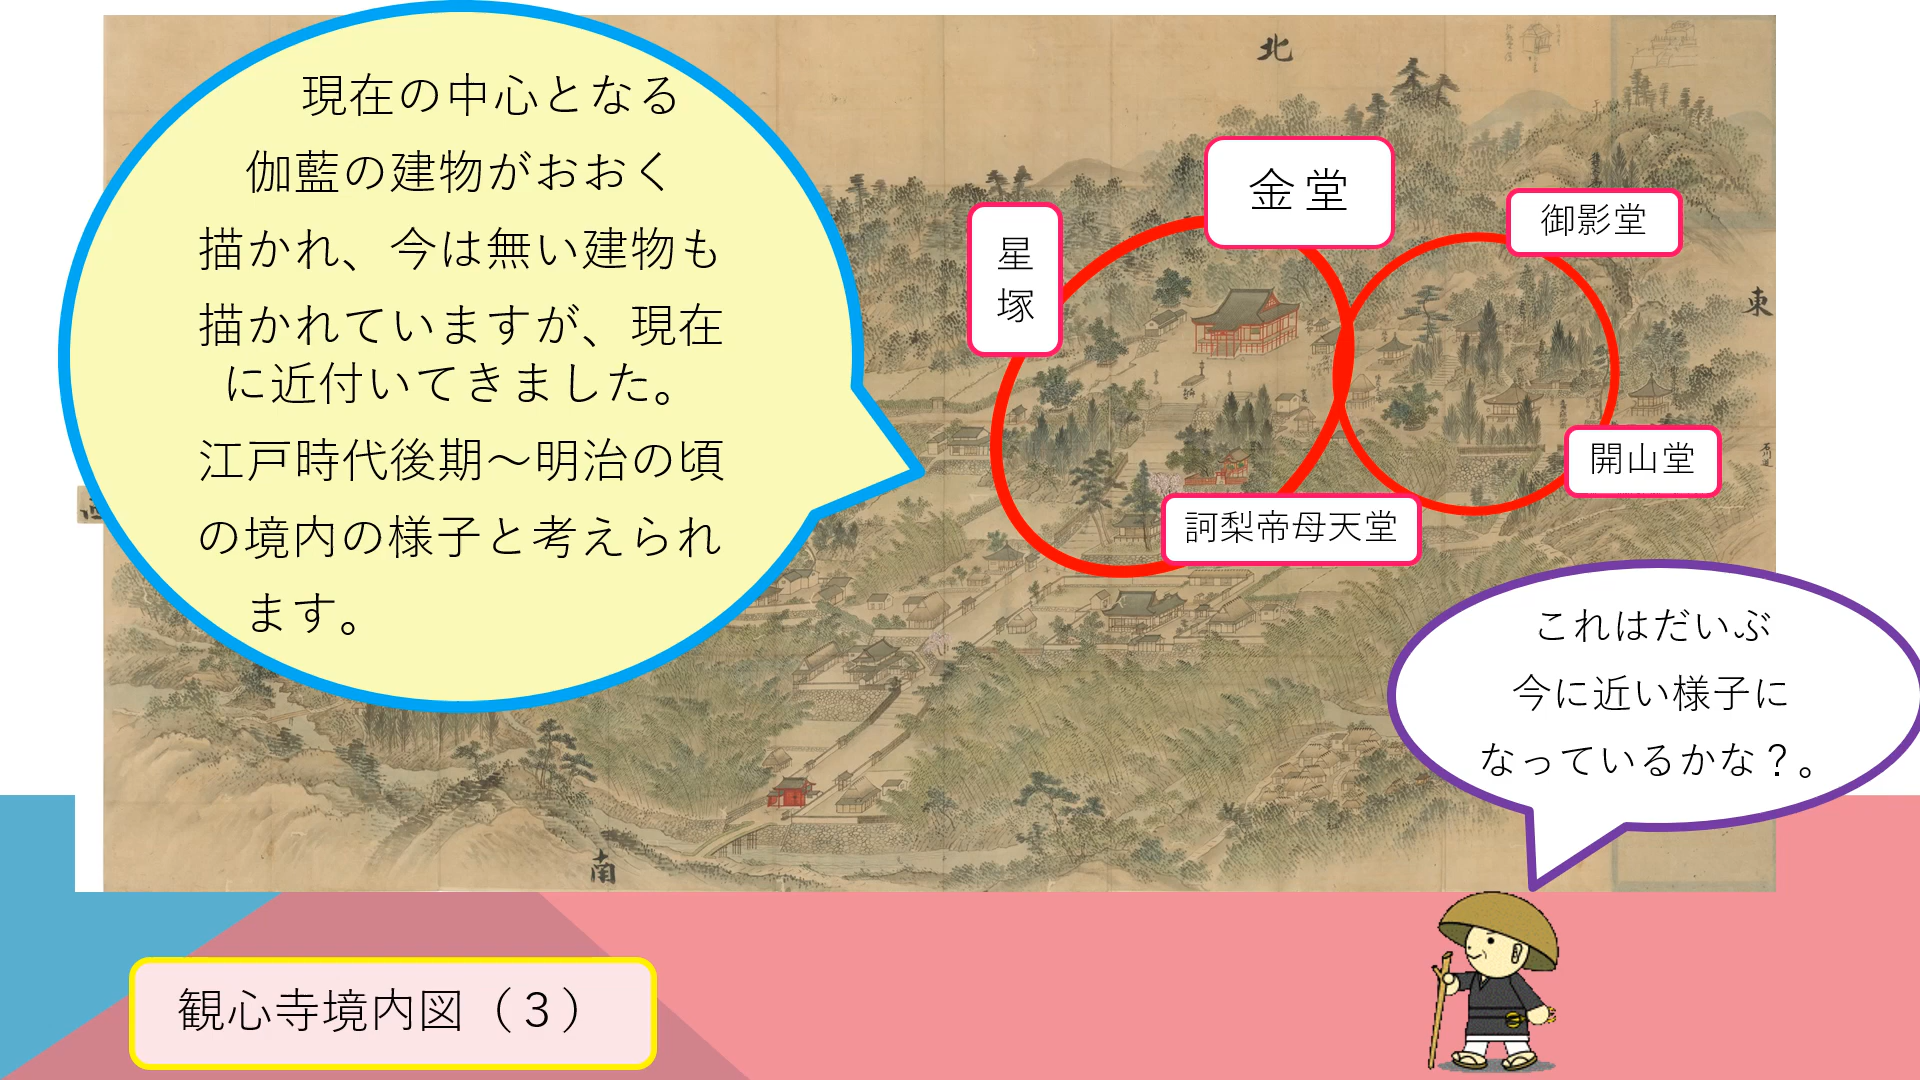 現在の中心となる
伽藍の建物がおおく
描かれ、今は無い建物も
描かれていますが、現在
に近付いてきました。
江戸時代後期～明治の頃
の境内の様子と考えられ
ます。
北
金堂
御影堂
星
塚
東
開山堂
訶梨帝母天堂
これはだいぶ
今に近い様子に
なっているかな？。
南
観心寺境内図（３）